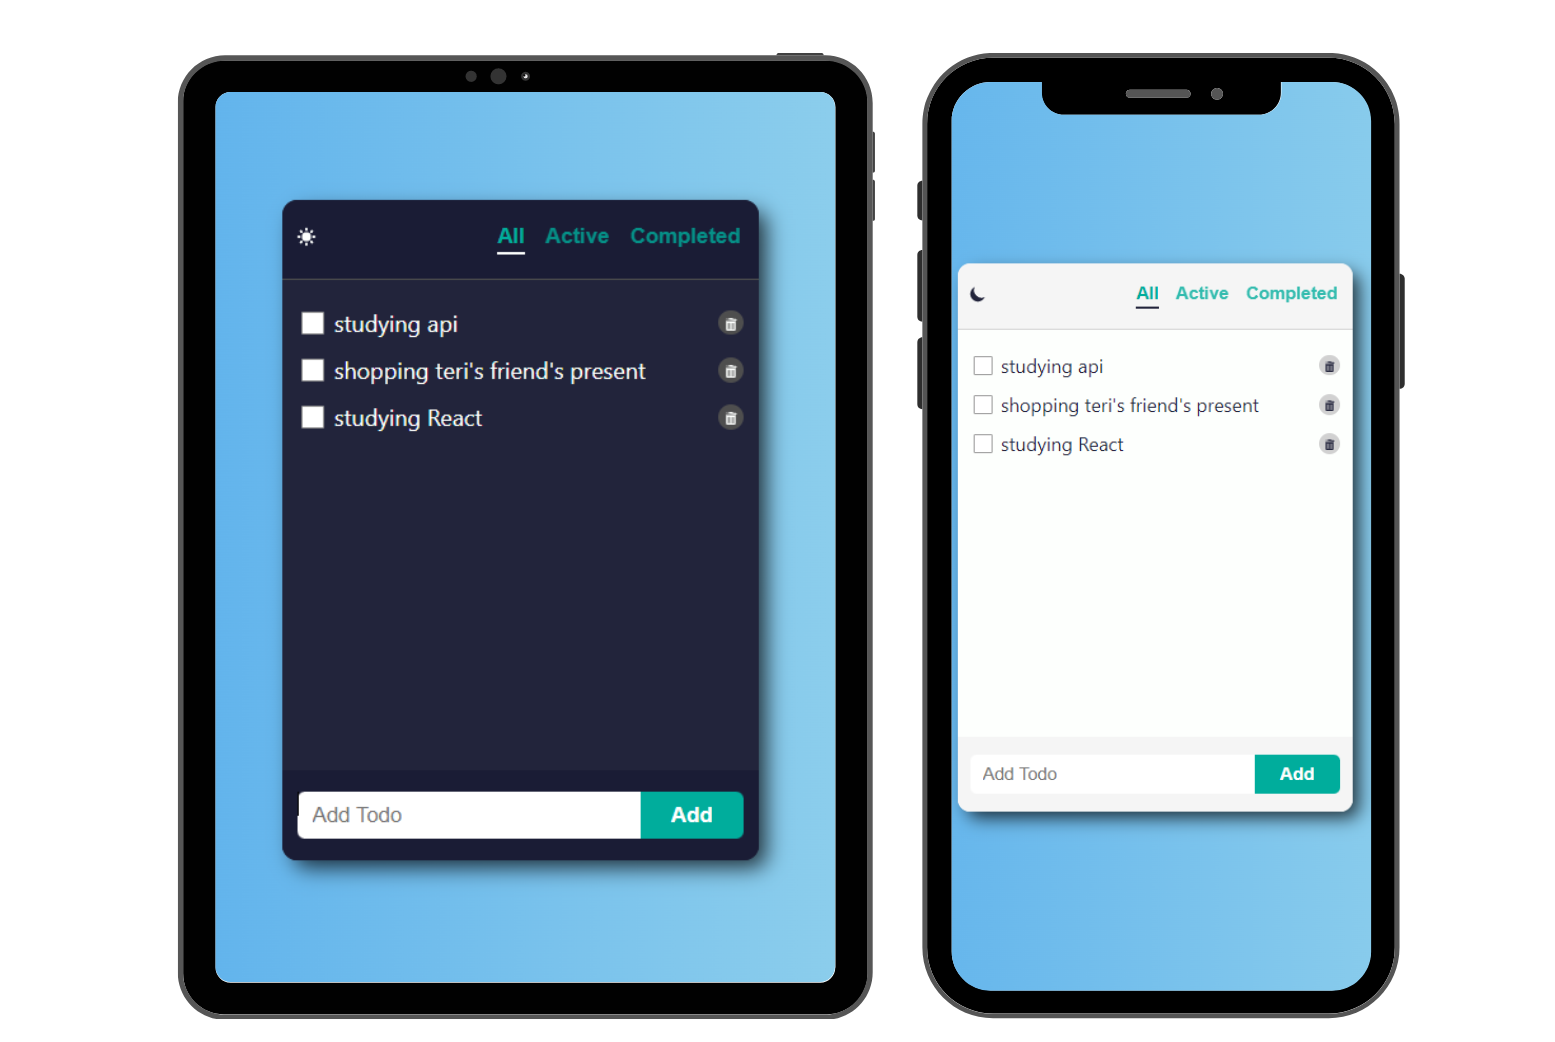 All Active Completed
studying api
shopping teri's friend's present
studying React
Add Todo Add
All Active Completed
studying api
shopping teri's friend's present
studying React
Add Todo Add